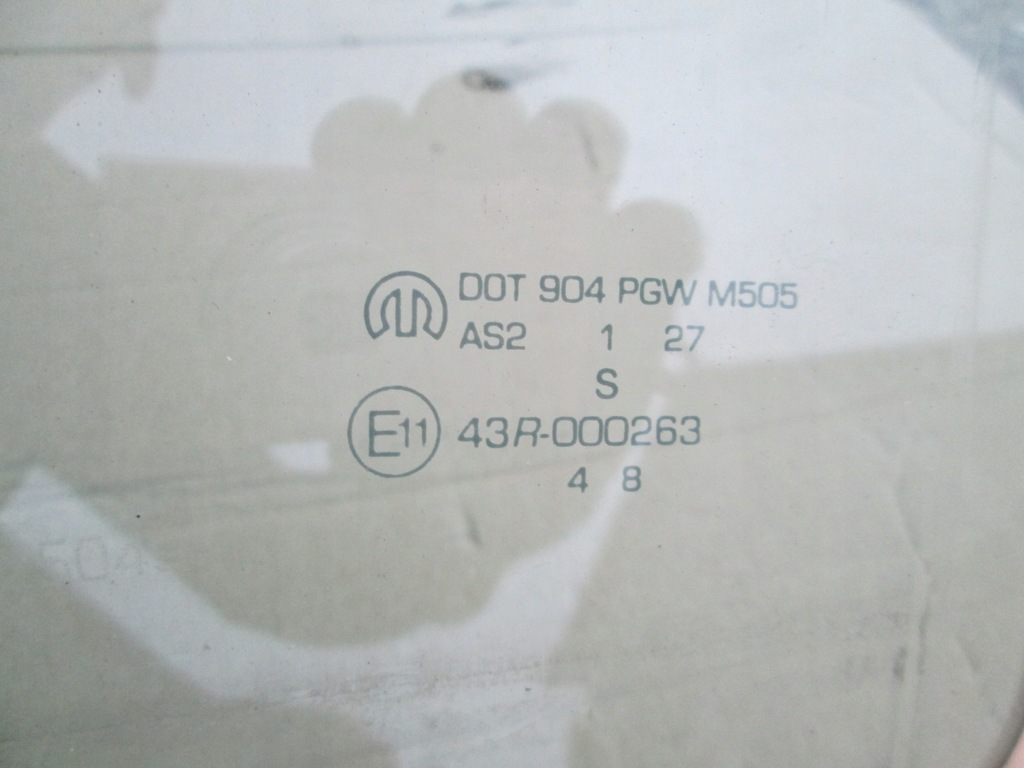 DOT 904 PGW M505
AS2 1 27
S
E11 43R-000263
4 8